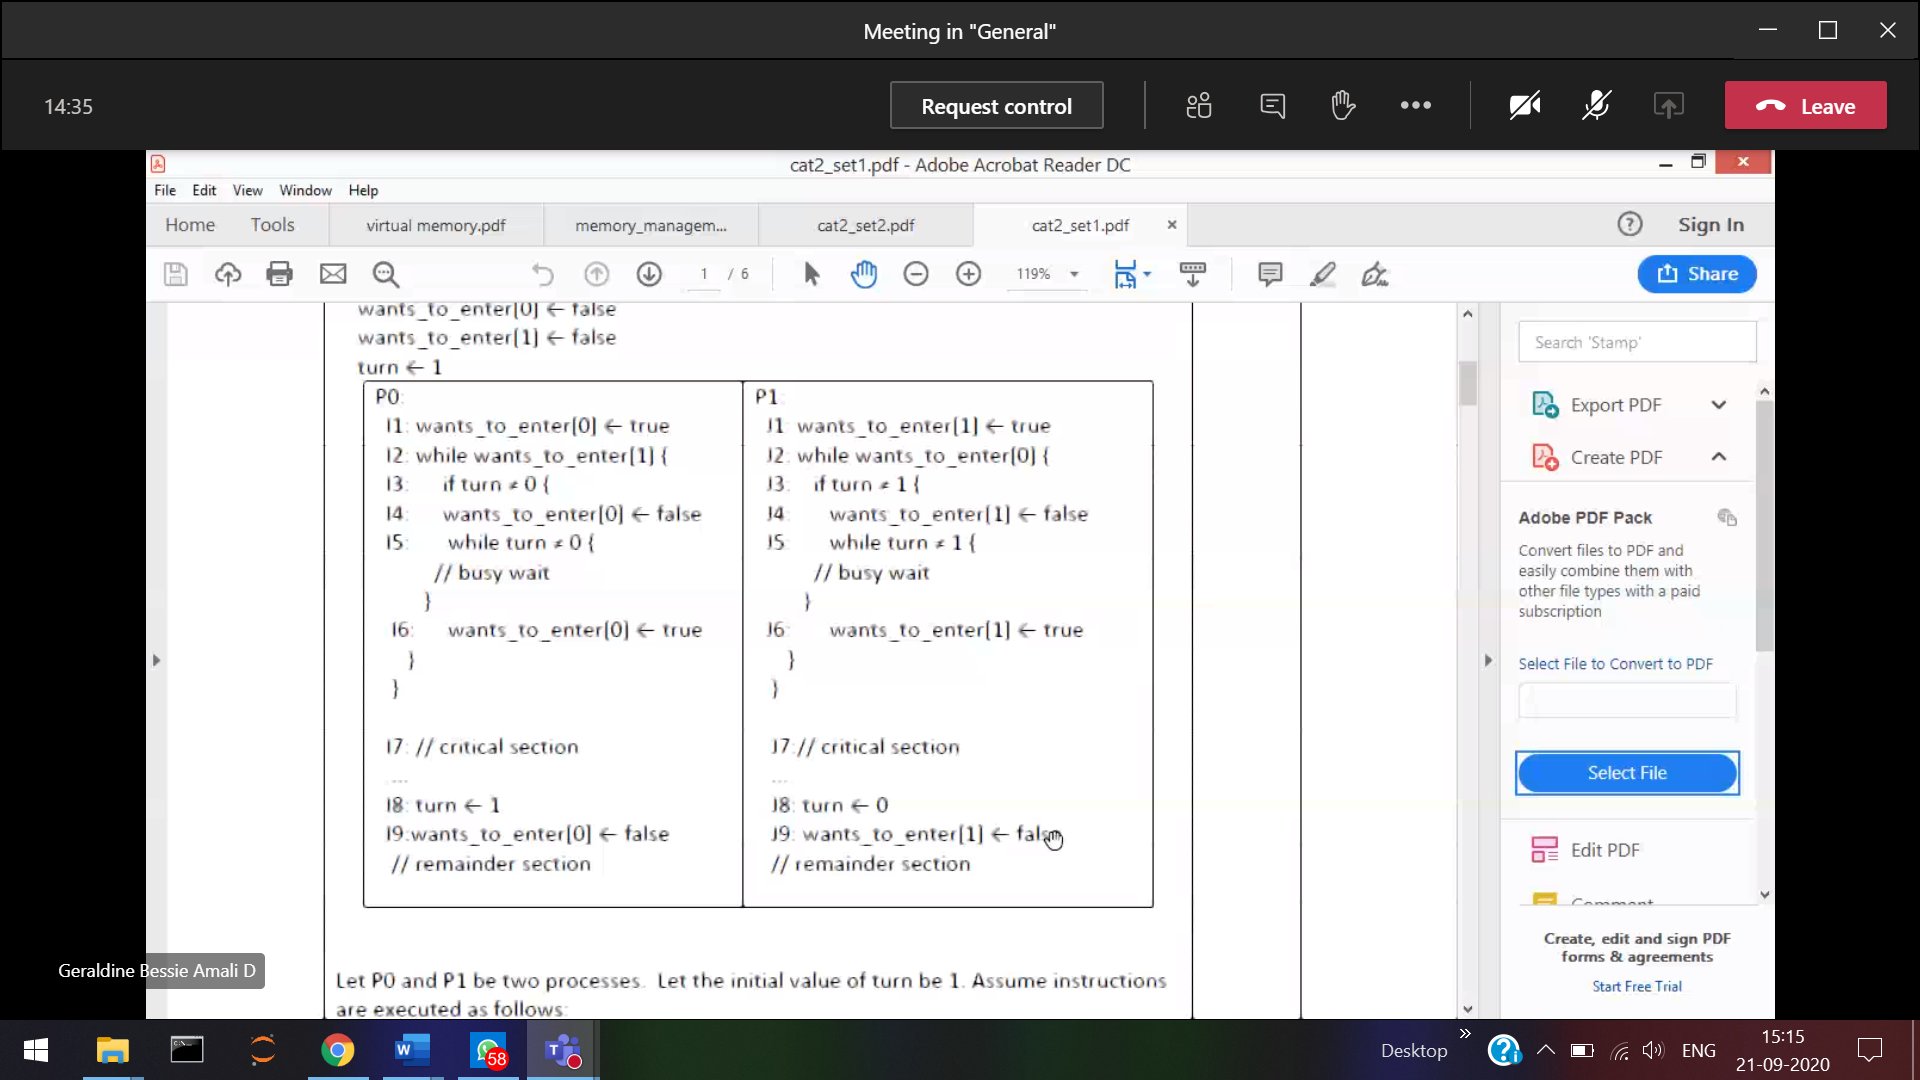 Meeting in "General"
14:35
Request control
Leave
cat2_set1.pdf - Adobe Acrobat Reader DC
File Edit View Window Help
Home Tools virtual memory.pdf memory_managem... cat2_set2.pdf cat2_set1.pdf × Sign In
1 / 6 119% Share
wants_to_enter[0] ← false
wants_to_enter[1] ← false
turn ← 1
P0:
I1: wants_to_enter[0] ← true
I2: while wants_to_enter[1] {
I3: if turn ≠ 0 {
I4: wants_to_enter[0] ← false
I5: while turn ≠ 0 {
// busy wait
}
I6: wants_to_enter[0] ← true
}
}
I7: // critical section
...
I8: turn ← 1
I9:wants_to_enter[0] ← false
// remainder section
P1:
J1: wants_to_enter[1] ← true
J2: while wants_to_enter[0] {
J3: if turn ≠ 1 {
J4: wants_to_enter[1] ← false
J5: while turn ≠ 1 {
// busy wait
}
J6: wants_to_enter[1] ← true
}
}
J7:// critical section
...
J8: turn ← 0
J9: wants_to_enter[1] ← false
// remainder section
Let P0 and P1 be two processes. Let the initial value of turn be 1. Assume instructions
are executed as follows:
Search 'Stamp'
Export PDF
Create PDF
Adobe PDF Pack
Convert files to PDF and
easily combine them with
other file types with a paid
subscription
Select File to Convert to PDF
Select File
Edit PDF
Comment
Create, edit and sign PDF
forms & agreements
Start Free Trial
Geraldine Bessie Amali D
58
Desktop
ENG
15:15
21-09-2020